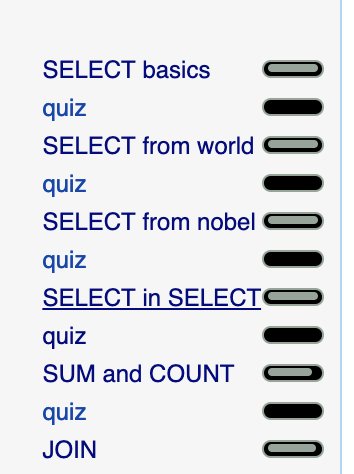 SELECT basics
quiz
SELECT from world
quiz
SELECT from nobel
quiz
SELECT in SELECT
quiz
SUM and COUNT
quiz
JOIN